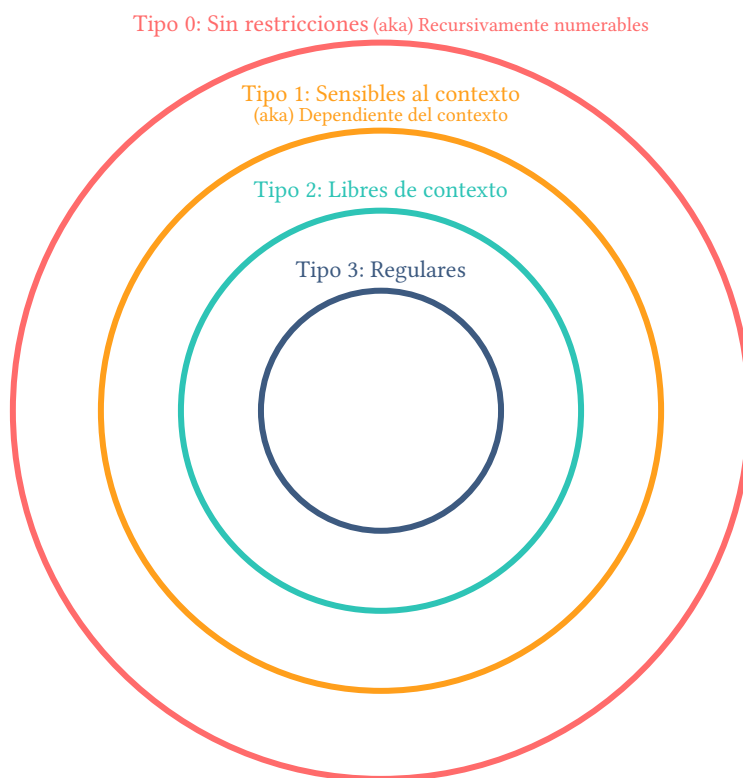 Tipo 0: Sin restricciones (aka) Recursivamente numerables
Tipo 1: Sensibles al contexto
(aka) Dependiente del contexto
Tipo 2: Libres de contexto
Tipo 3: Regulares